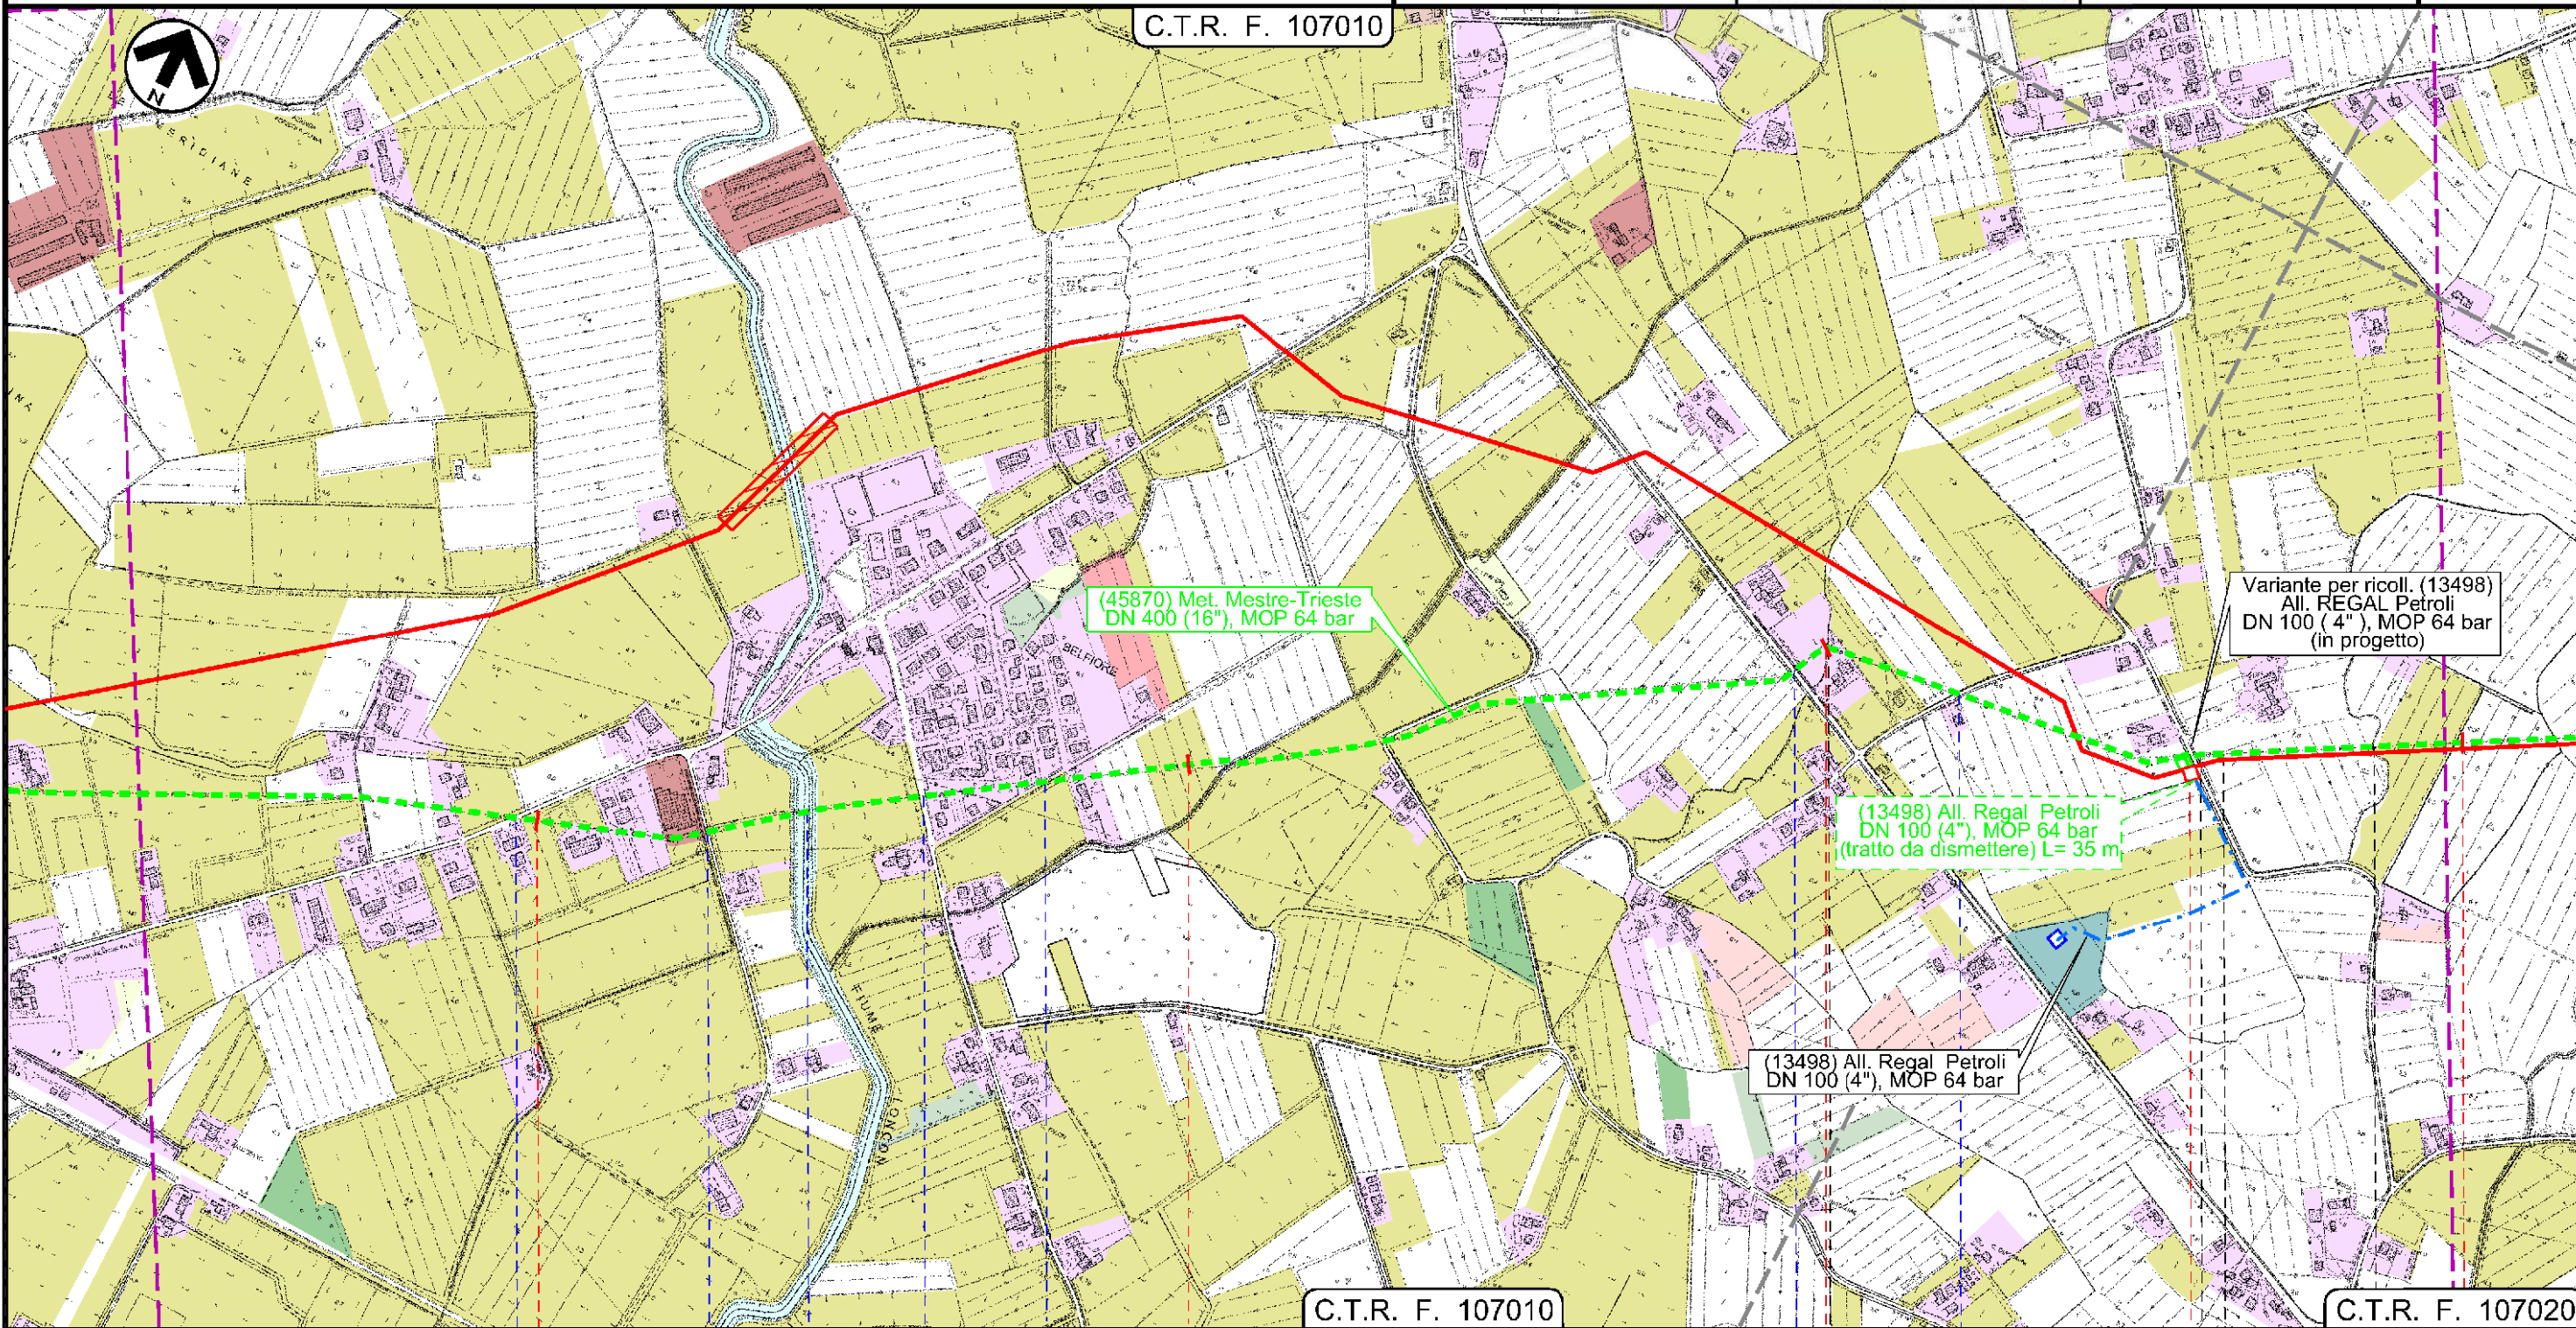 C.T.R. F. 107010
N
(45870) Met. Mestre-Trieste
DN 400 (16"), MOP 64 bar
BELFIORE
Variante per ricoll. (13498)
All. REGAL Petroli
DN 100 ( 4" ), MOP 64 bar
(in progetto)
(13498) All. Regal Petroli
DN 100 (4"), MOP 64 bar
(tratto da dismettere) L= 35 m
FIUME
LONCON
(13498) All. Regal Petroli
DN 100 (4"), MOP 64 bar
C.T.R. F. 107010
C.T.R. F. 107020